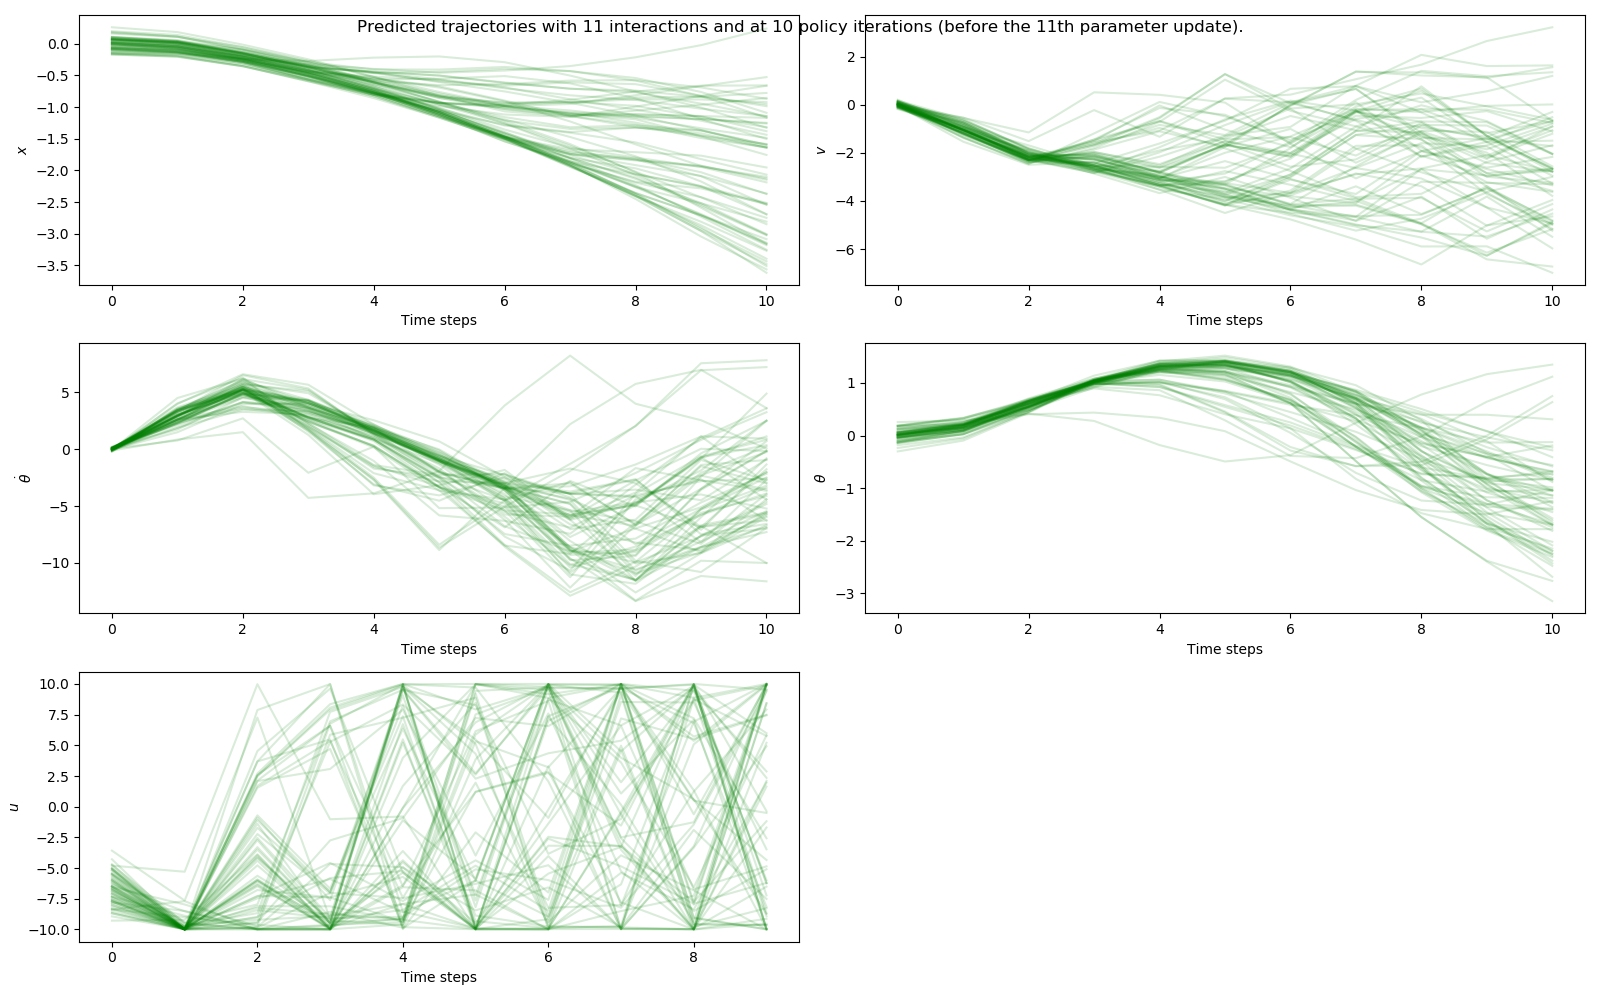 Predicted trajectories with 11 interactions and at 10 policy iterations (before the 11th parameter update).
0.0
−0.5
−1.0
−1.5
−2.0
−2.5
−3.0
−3.5
x
0 2 4 6 8 10
Time steps
2
0
−2
−4
−6
v
0 2 4 6 8 10
Time steps
5
0
−5
−10
θ̇
0 2 4 6 8 10
Time steps
1
0
−1
−2
−3
θ
0 2 4 6 8 10
Time steps
10.0
7.5
5.0
2.5
0.0
−2.5
−5.0
−7.5
−10.0
u
0 2 4 6 8
Time steps